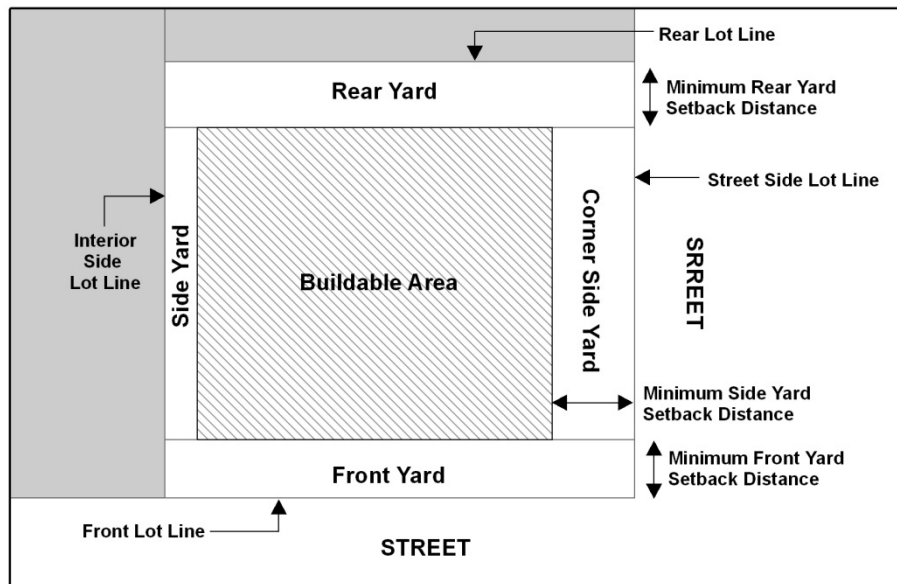 Rear Lot Line
Rear Yard
Minimum Rear Yard
Setback Distance
Street Side Lot Line
Interior
Side
Lot Line
Side Yard
Buildable Area
Corner Side Yard
SRREET
Minimum Side Yard
Setback Distance
Minimum Front Yard
Setback Distance
Front Yard
Front Lot Line
STREET